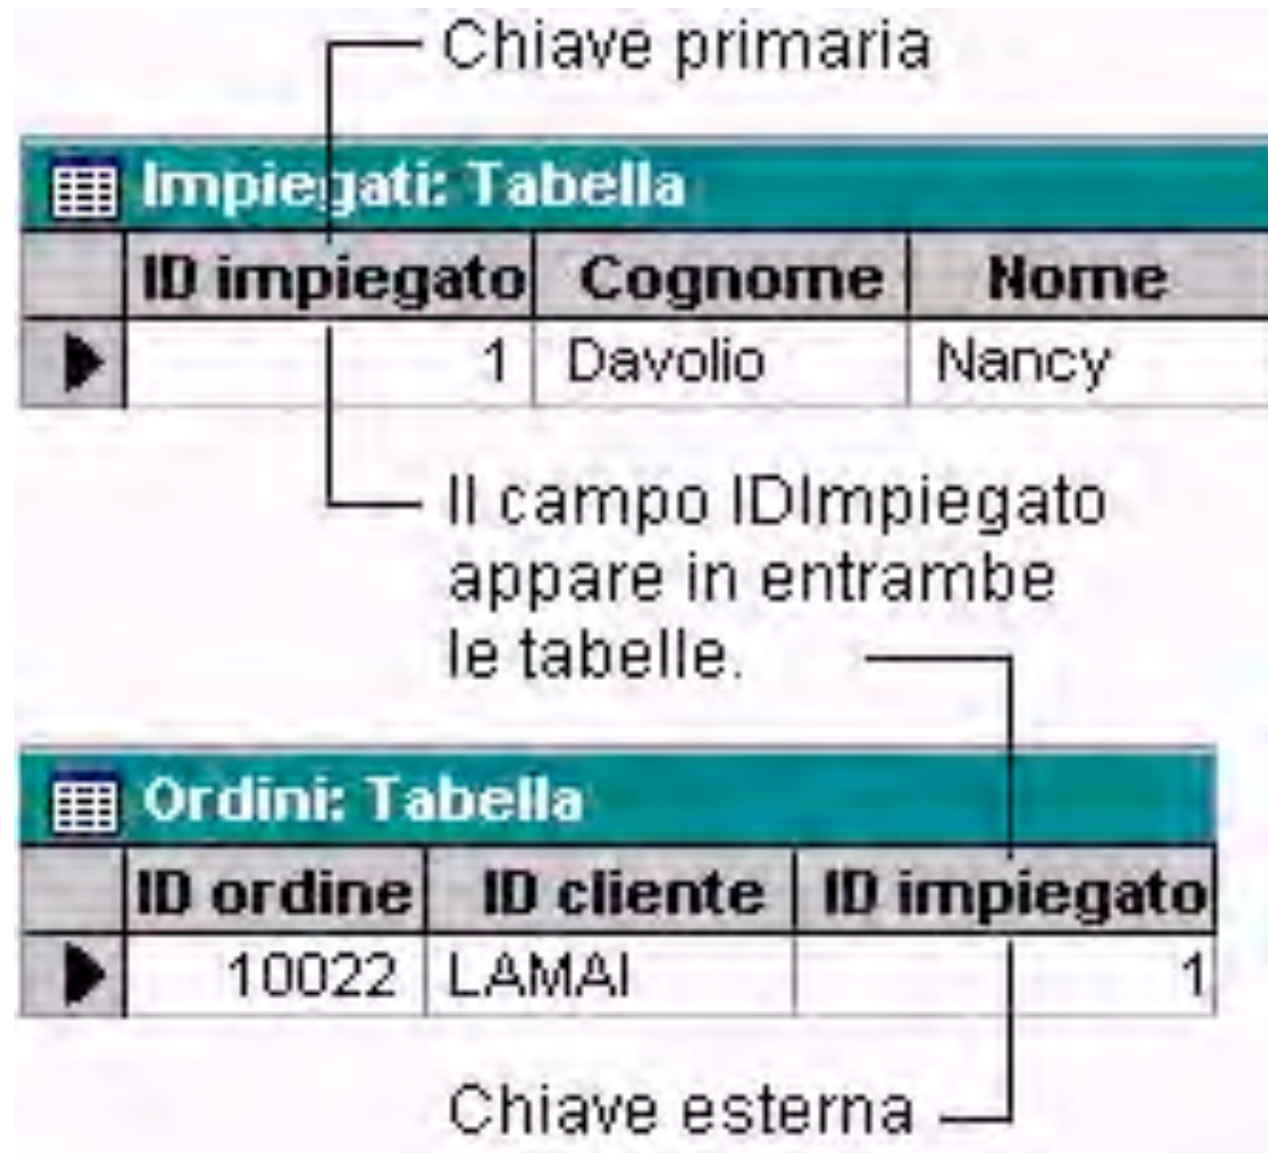 Chiave primaria
Impiegati: Tabella
ID impiegato Cognome Nome
1 Davolio Nancy
Il campo IDImpiegato
appare in entrambe
le tabelle.
Ordini: Tabella
ID ordine ID cliente ID impiegato
10022 LAMAI 1
Chiave esterna